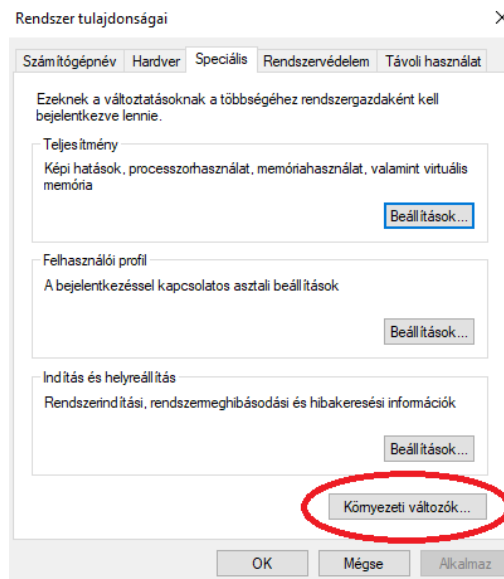 Rendszer tulajdonságai
Számítógépnév Hardver Speciális Rendszervédelem Távoli használat
Ezeknek a változtatásoknak a többségéhez rendszergazdaként kell
bejelentkezve lennie.
Teljesítmény
Képi hatások, processzorhasználat, memóriahasználat, valamint virtuális
memória
Beállítások...
Felhasználói profil
A bejelentkezéssel kapcsolatos asztali beállítások
Beállítások...
Indítás és helyreállítás
Rendszerindítási, rendszermeghibásodási és hibakeresési információk
Beállítások...
Környezeti változók...
OK Mégse Alkalmaz